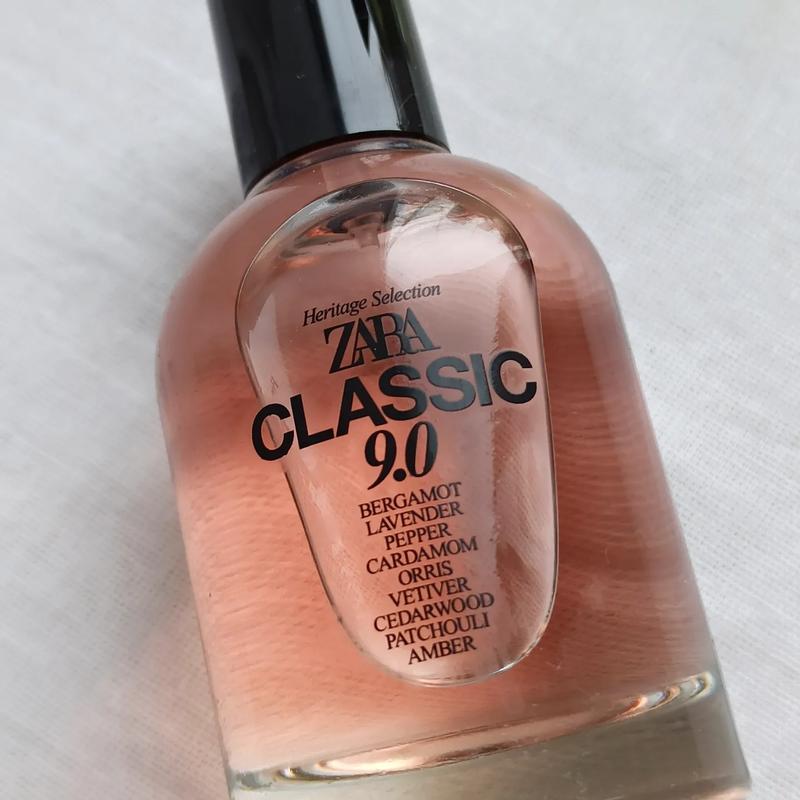 Heritage Selection
ZARA
CLASSIC
9.0
BERGAMOT
LAVENDER
PEPPER
CARDAMOM
ORRIS
VETIVER
CEDARWOOD
PATCHOULI
AMBER